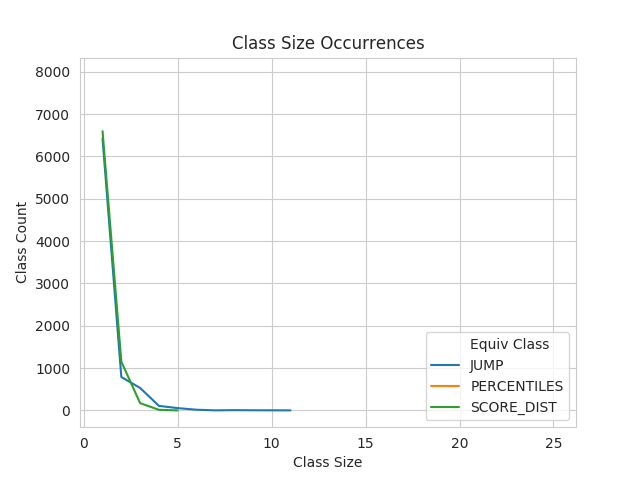 Class Size Occurrences
8000
7000
6000
5000
4000
3000
2000
1000
0
Class Count
0 5 10 15 20 25
Class Size
Equiv Class
JUMP
PERCENTILES
SCORE_DIST